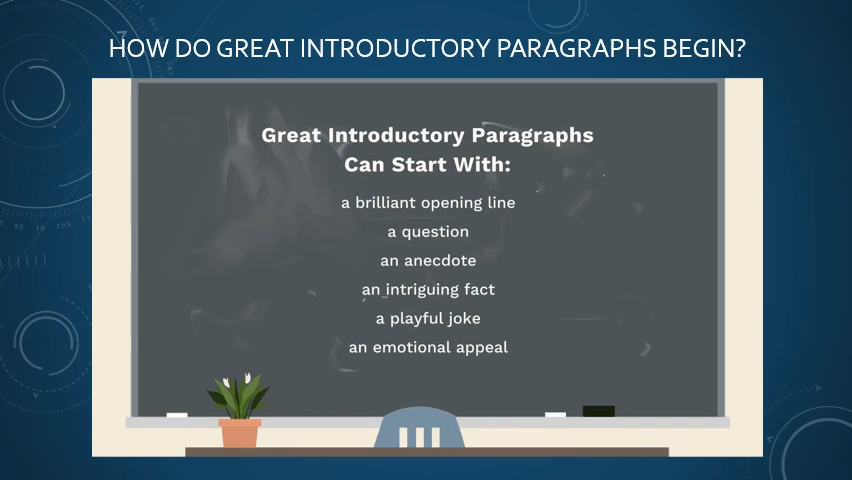 HOW DO GREAT INTRODUCTORY PARAGRAPHS BEGIN?
Great Introductory Paragraphs
Can Start With:
a brilliant opening line
a question
an anecdote
an intriguing fact
a playful joke
an emotional appeal